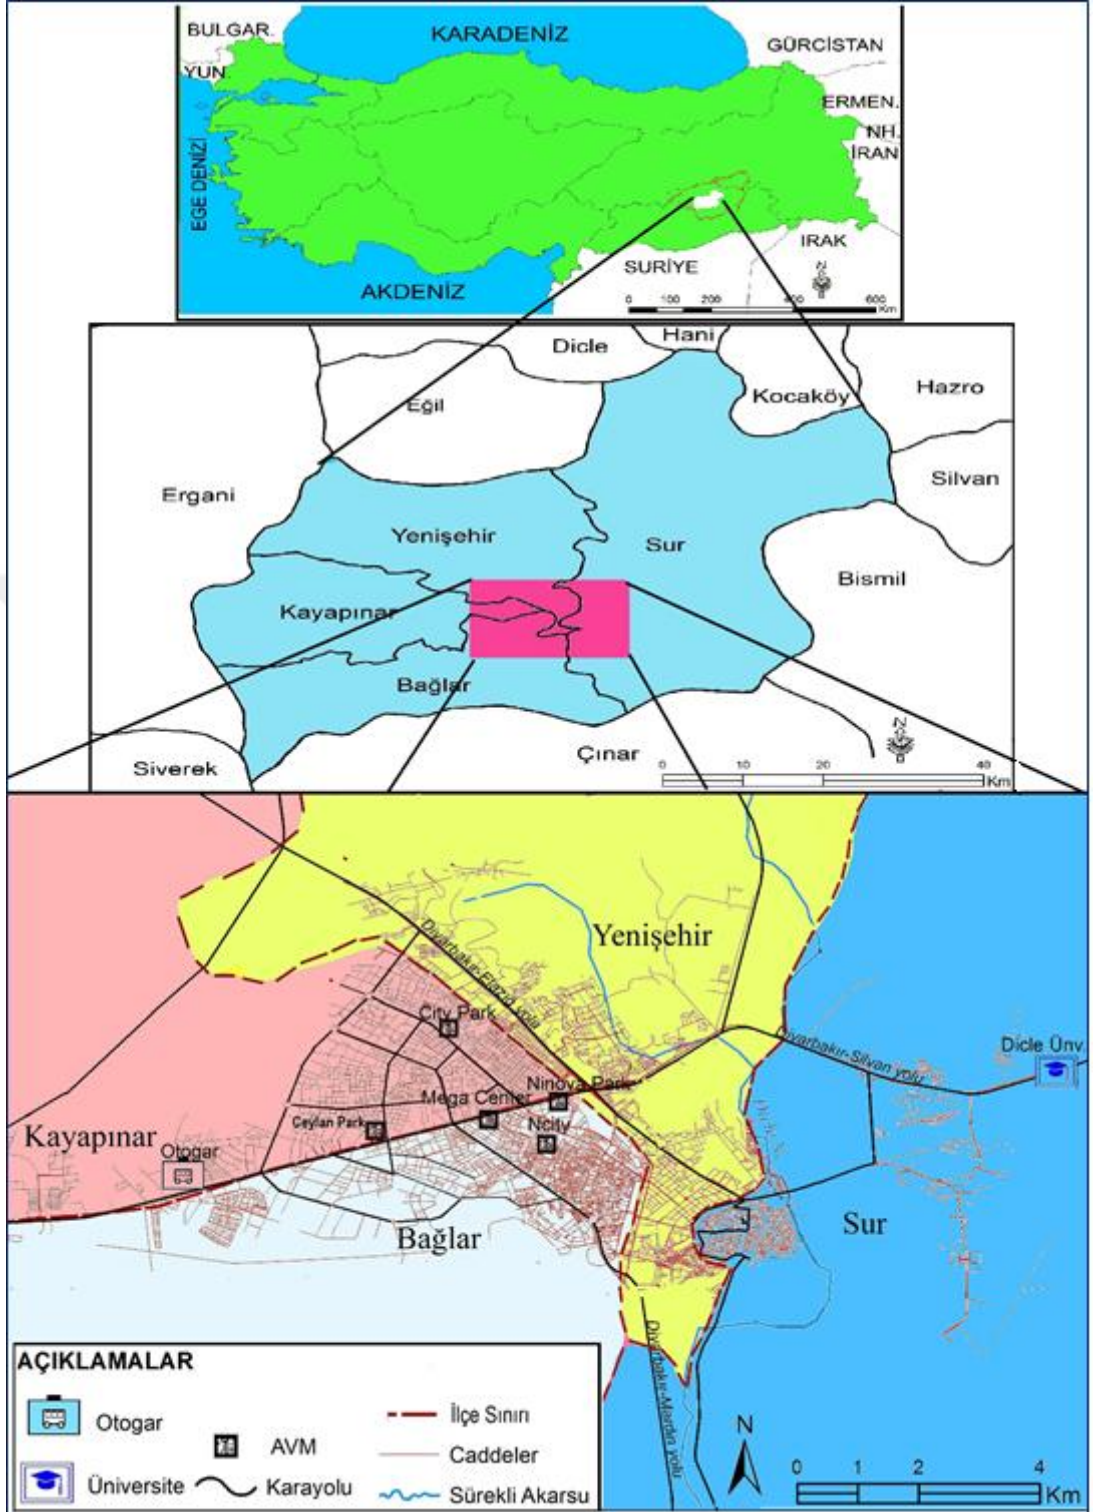 BULGAR.
KARADENİZ
GÜRCİSTAN
YUN.
ERMEN.
NH.
İRAN
EGE DENİZİ
IRAK
SURİYE
N
AKDENİZ
0 100 200 400 600
Km
Hani
Dicle
Hazro
Kocaköy
Eğil
Silvan
Ergani
Yenişehir
Sur
Bismil
Kayapınar
Bağlar
N
Çınar
Siverek
0 10 20 40
Km
Diyarbakır-Elazığ yolu
Yenişehir
City Park
Diyarbakır-Silvan yolu
Dicle Ünv.
Ninova Park
Mega Center
Ceylan Park
Ncity
Kayapınar
Otogar
Sur
Bağlar
Diyarbakır-Mardin yolu
AÇIKLAMALAR
Otogar
İlçe Sınırı
AVM
Caddeler
Üniversite
Karayolu
Sürekli Akarsu
N
0 1 2 4
Km